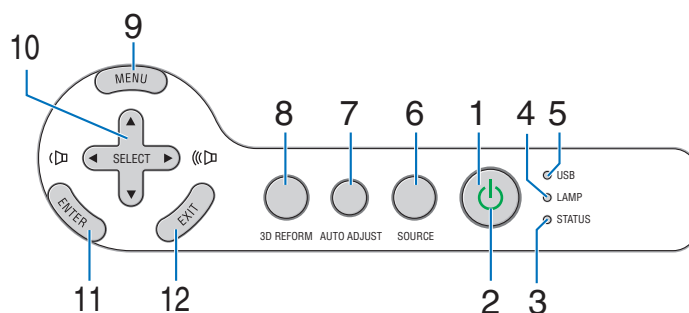 9
10
MENU
8
7
6
1
4
5
SELECT
USB
LAMP
STATUS
ENTER
EXIT
3D REFORM
AUTO ADJUST
SOURCE
11
12
2
3